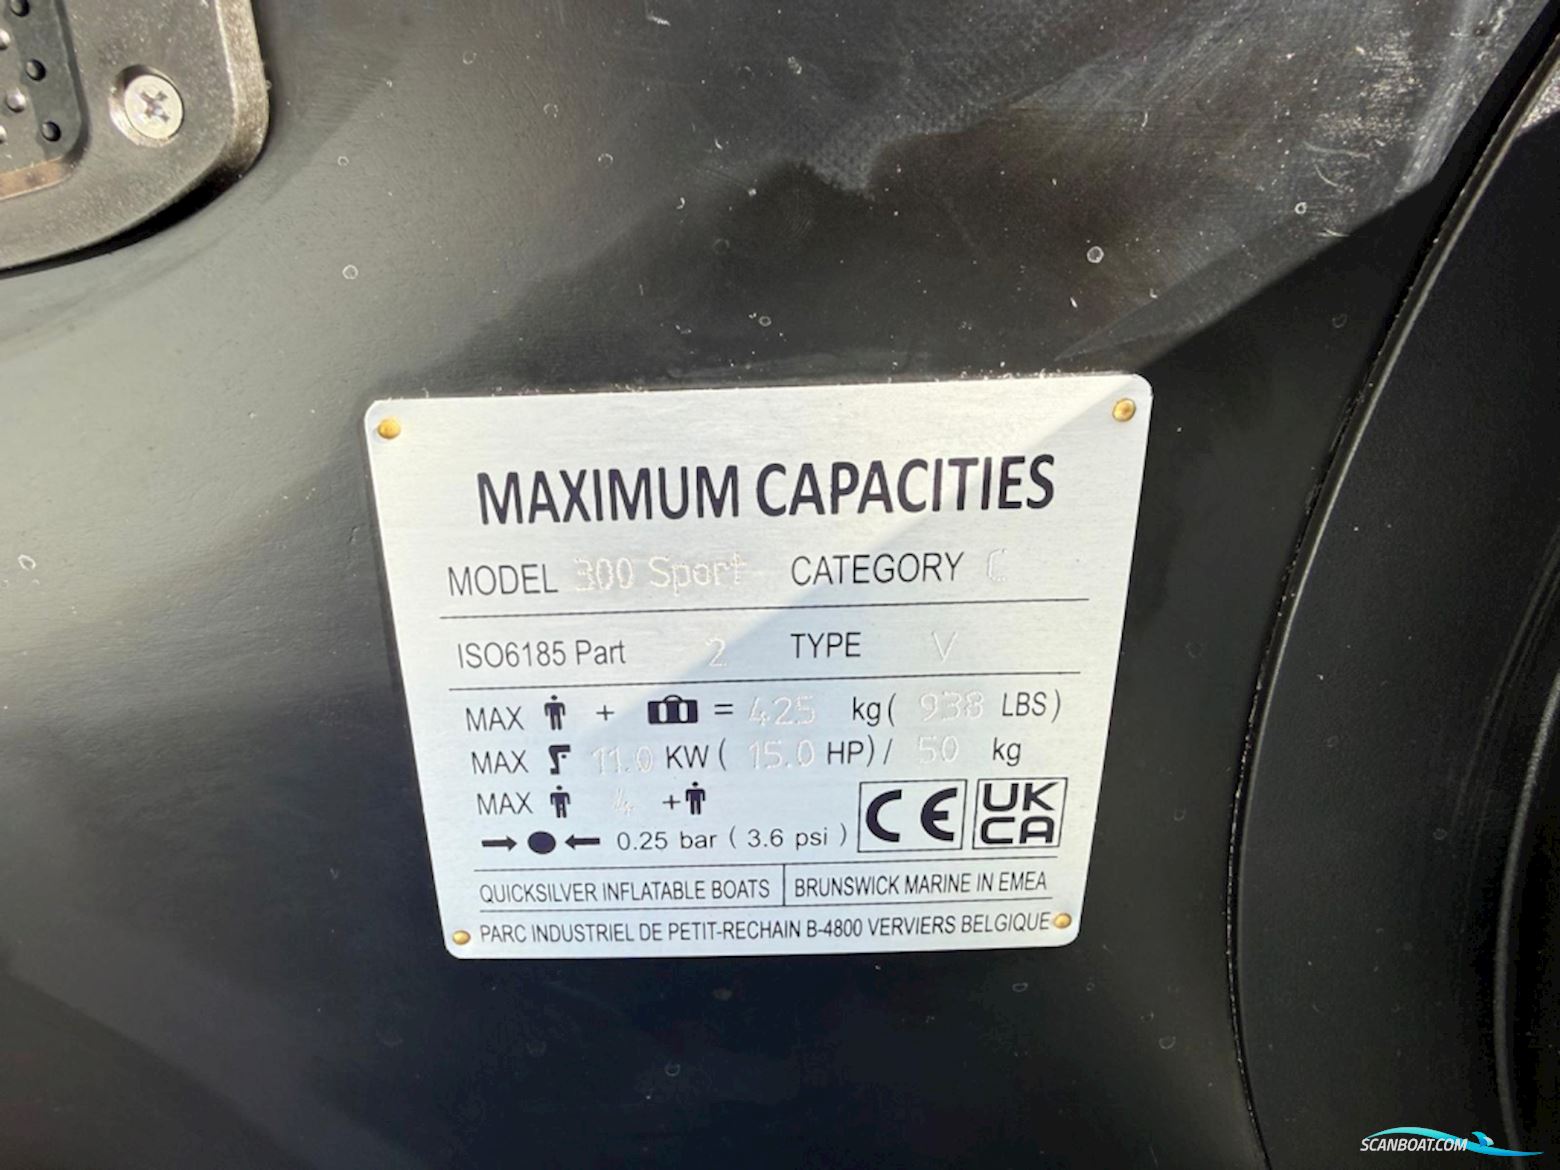 MAXIMUM CAPACITIES
MODEL 300 Sport CATEGORY C
ISO6185 Part 2 TYPE V
MAX + = 425 kg ( 938 LBS )
MAX 11.0 KW ( 15.0 HP ) / 50 kg
MAX 4 +
0.25 bar ( 3.6 psi )
CE
UK
CA
QUICKSILVER INFLATABLE BOATS BRUNSWICK MARINE IN EMEA
PARC INDUSTRIEL DE PETIT-RECHAIN B-4800 VERVIERS BELGIQUE
SCANBOAT.COM